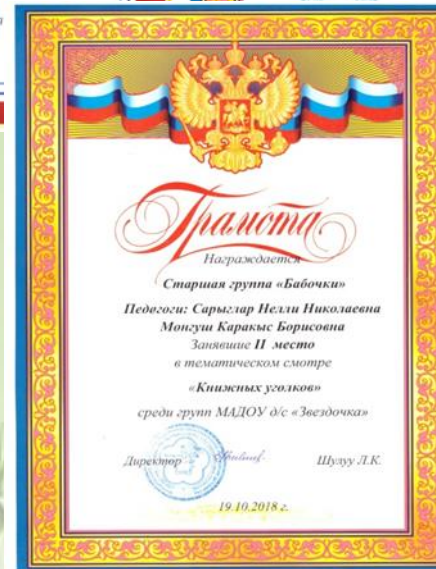 Грамота
Награждается
Старшая группа «Бабочки»
Педогоги: Сарыглар Нелли Николаевна
Монгуш Каракыс Борисовна
Занявшие II место
в тематическом смотре
«Книжных уголков»
среди групп МАДОУ д/с «Звездочка»
Директор Шулуу Л.К.
19.10.2018 г.